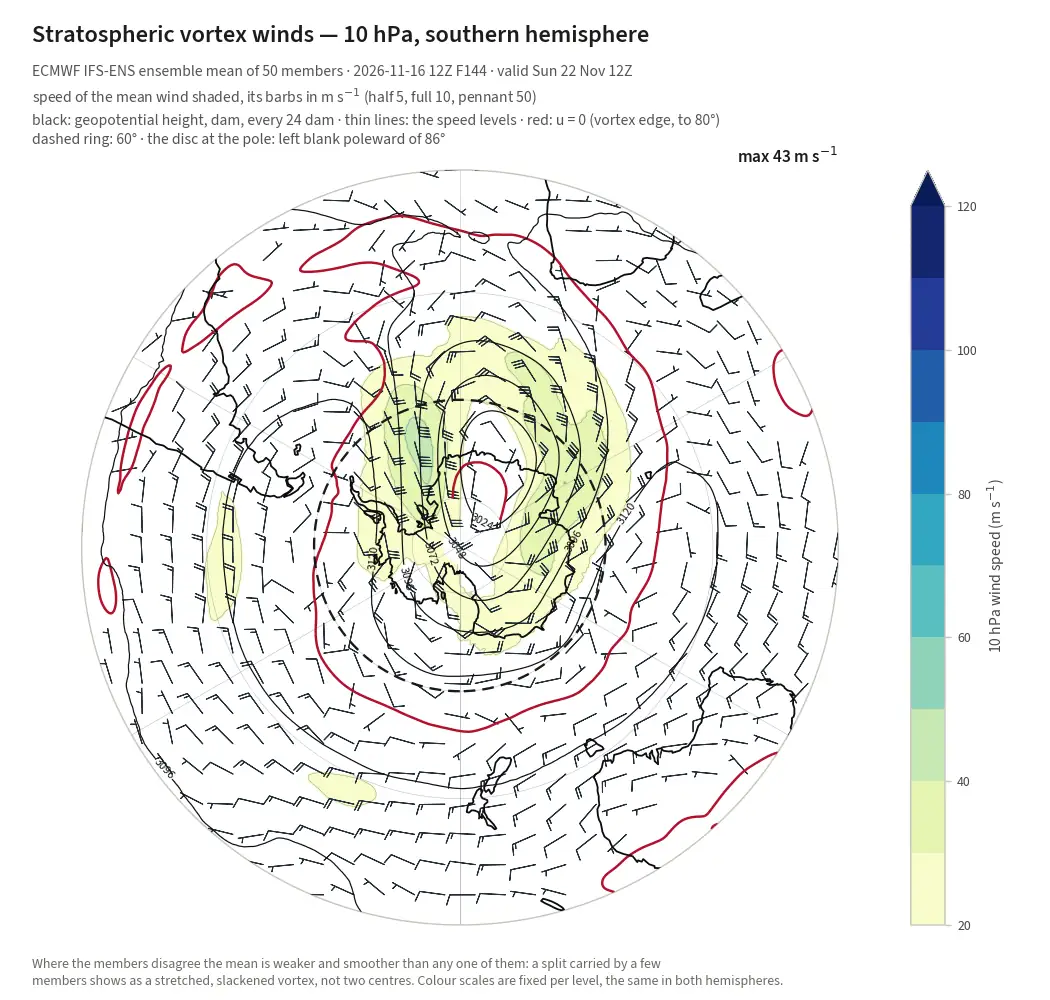 Stratospheric vortex winds — 10 hPa, southern hemisphere
ECMWF IFS-ENS ensemble mean of 50 members · 2026-11-16 12Z F144 · valid Sun 22 Nov 12Z
speed of the mean wind shaded, its barbs in m s⁻¹ (half 5, full 10, pennant 50)
black: geopotential height, dam, every 24 dam · thin lines: the speed levels · red: u = 0 (vortex edge, to 80°)
dashed ring: 60° · the disc at the pole: left blank poleward of 86°
max 43 m s⁻¹
120
100
80
60
40
20
10 hPa wind speed (m s⁻¹)
3120
3024
3048
3072
3096
Where the members disagree the mean is weaker and smoother than any one of them: a split carried by a few
members shows as a stretched, slackened vortex, not two centres. Colour scales are fixed per level, the same in both hemispheres.